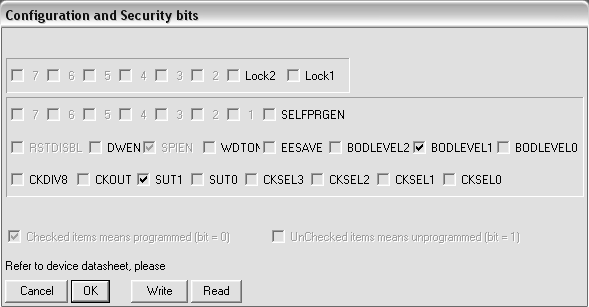 Configuration and Security bits
7 6 5 4 3 2 Lock2 Lock1
7 6 5 4 3 2 1 SELFPRGEN
RSTDISBL DWEN SPIEN WDTON EESAVE BODLEVEL2 BODLEVEL1 BODLEVEL0
CKDIV8 CKOUT SUT1 SUT0 CKSEL3 CKSEL2 CKSEL1 CKSEL0
Checked items means programmed (bit = 0) UnChecked items means unprogrammed (bit = 1)
Refer to device datasheet, please
Cancel OK Write Read